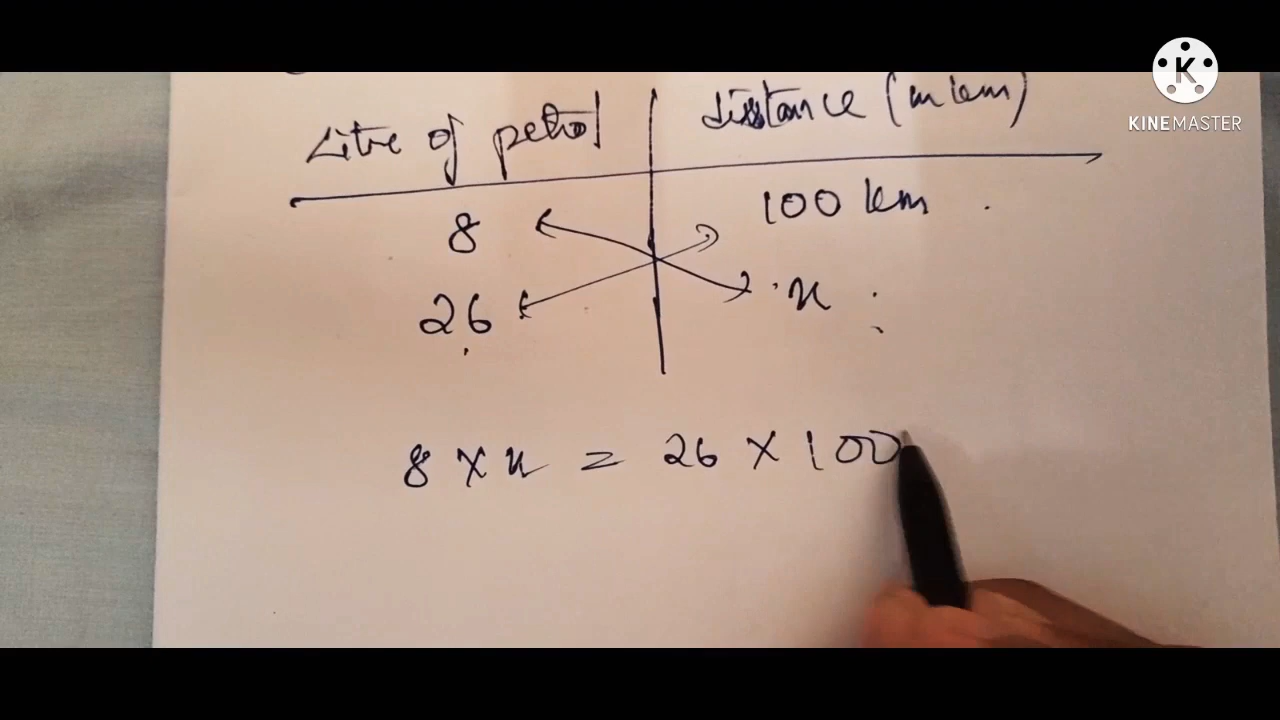 Litre of petrol
distance (in km)
8
100 km
26
x
8 × x = 26 × 100
KINEMASTER